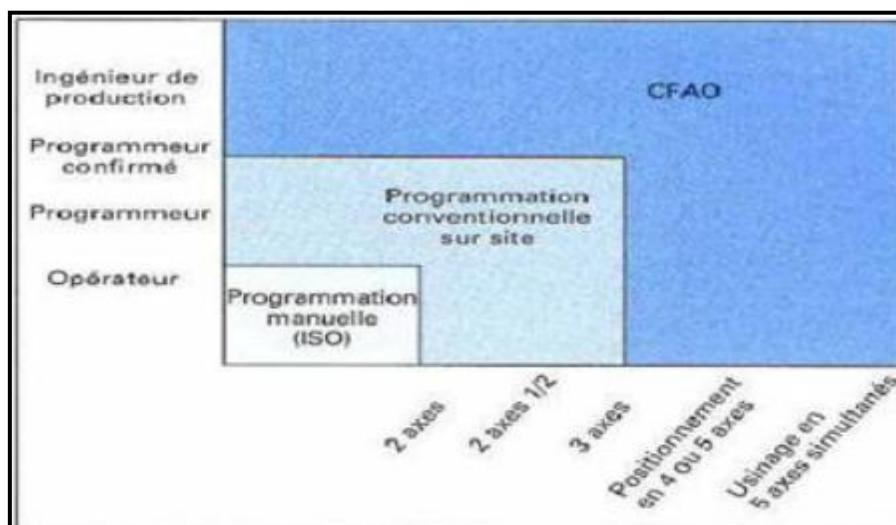 Ingénieur de
production
Programmeur
confirmé
Programmeur
Opérateur
CFAO
Programmation
conventionnelle
sur site
Programmation
manuelle
(ISO)
2 axes
2 axes 1/2
3 axes
Positionnement
en 4 ou 5 axes
Usinage en
5 axes simultanés